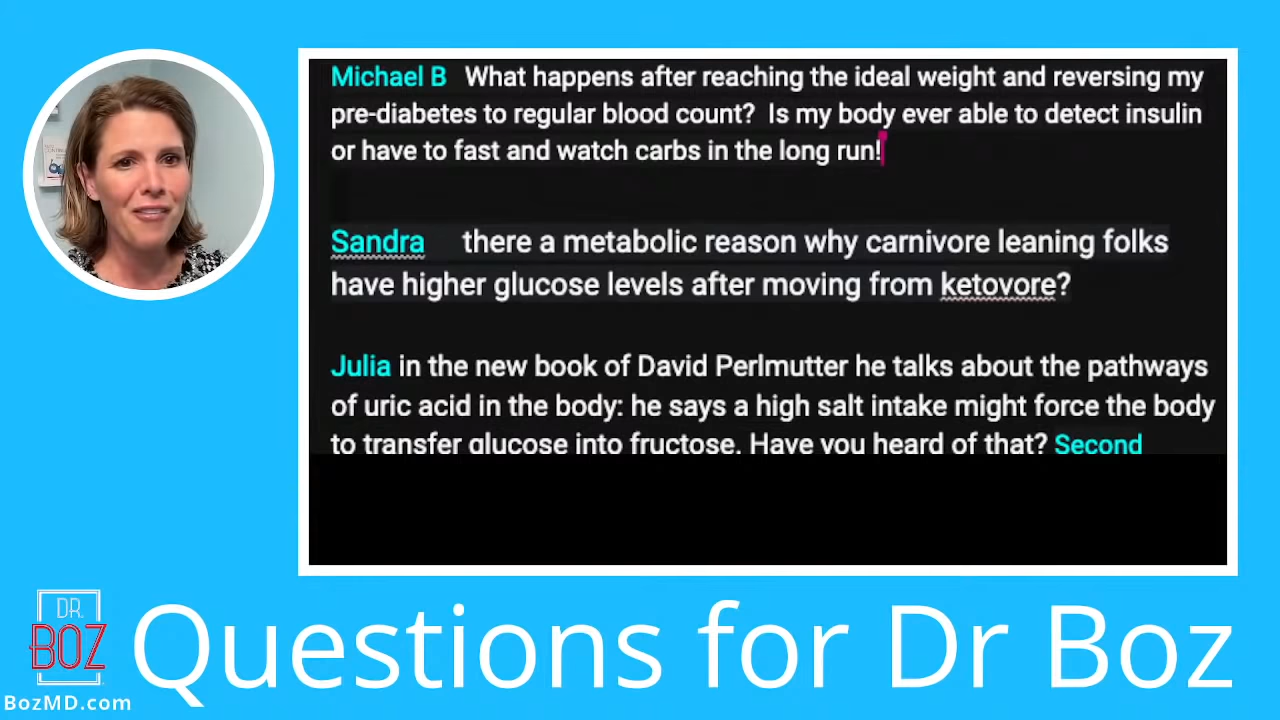 Michael B What happens after reaching the ideal weight and reversing my
pre-diabetes to regular blood count? Is my body ever able to detect insulin
or have to fast and watch carbs in the long run!
Sandra there a metabolic reason why carnivore leaning folks
have higher glucose levels after moving from ketovore?
Julia in the new book of David Perlmutter he talks about the pathways
of uric acid in the body: he says a high salt intake might force the body
to transfer glucose into fructose. Have you heard of that? Second
DR.
BOZ
Questions for Dr Boz
BozMD.com